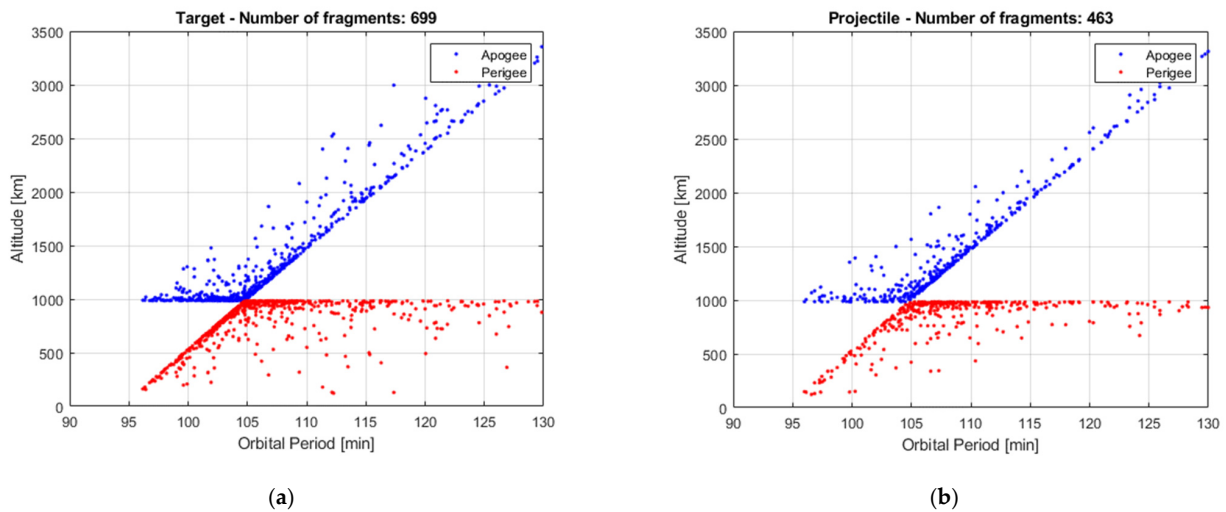 Target - Number of fragments: 699
3500
3000
2500
2000
1500
1000
500
0
Altitude [km]
90 95 100 105 110 115 120 125 130
Orbital Period [min]
Apogee
Perigee
(a)
Projectile - Number of fragments: 463
3500
3000
2500
2000
1500
1000
500
0
Altitude [km]
90 95 100 105 110 115 120 125 130
Orbital Period [min]
Apogee
Perigee
(b)